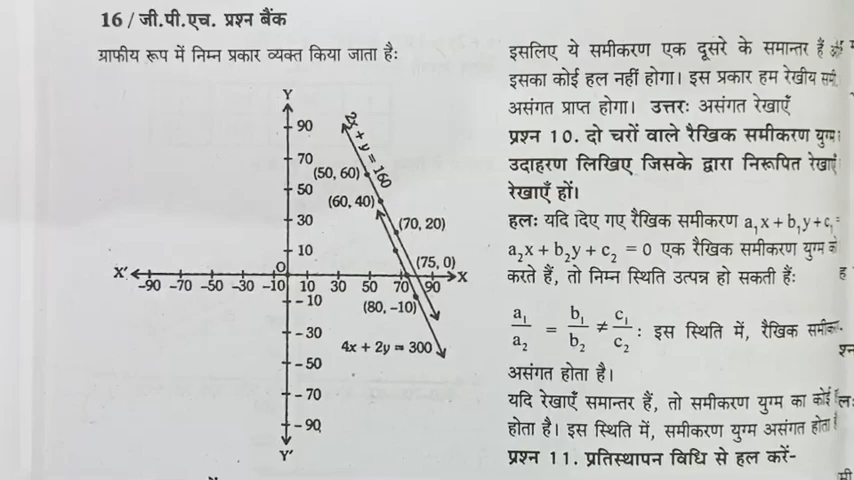 16 / जी.पी.एच. प्रश्न बैंक
ग्राफीय रूप में निम्न प्रकार व्यक्त किया जाता है:
Y
90
70
50
30
10
2x + y = 160
(50, 60)
(60, 40)
(70, 20)
(75, 0)
(80, -10)
X'
O
X
-90 -70 -50 -30 -10 10 30 50 70 90
-10
-30
-50
-70
-90
4x + 2y = 300
Y'
इसलिए ये समीकरण एक दूसरे के समान्तर हैं
इसका कोई हल नहीं होगा। इस प्रकार हम रेखीय
असंगत प्राप्त होगा। उत्तरः असंगत रेखाएँ
प्रश्न 10. दो चरों वाले रैखिक समीकरण युग्म
उदाहरण लिखिए जिसके द्वारा निरूपित रेखाएँ
रेखाएँ हों।
हलः यदि दिए गए रैखिक समीकरण a₁x + b₁y + c₁ =
a₂x + b₂y + c₂ = 0 एक रैखिक समीकरण युग्म को
करते हैं, तो निम्न स्थिति उत्पन्न हो सकती हैः
a₁/a₂ = b₁/b₂ ≠ c₁/c₂ : इस स्थिति में, रैखिक
असंगत होता है।
यदि रेखाएँ समान्तर हैं, तो समीकरण युग्म का कोई
होता है। इस स्थिति में, समीकरण युग्म असंगत होता
प्रश्न 11. प्रतिस्थापन विधि से हल करें-